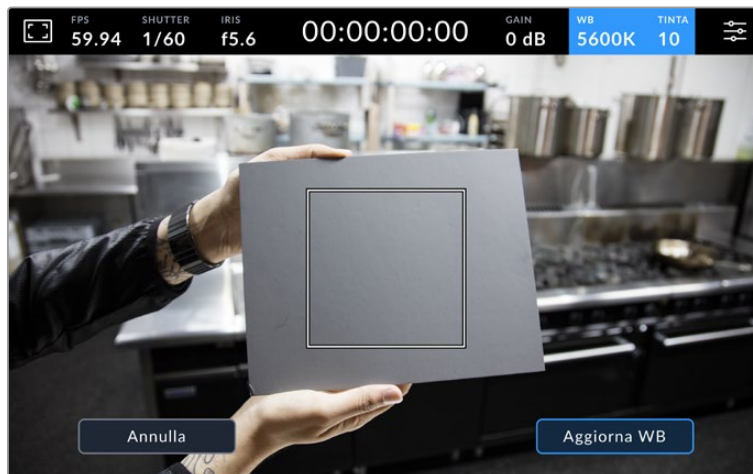 FPS SHUTTER IRIS GAIN WB TINTA
59.94 1/60 f5.6 00:00:00:00 0 dB 5600K 10
Annulla Aggiorna WB